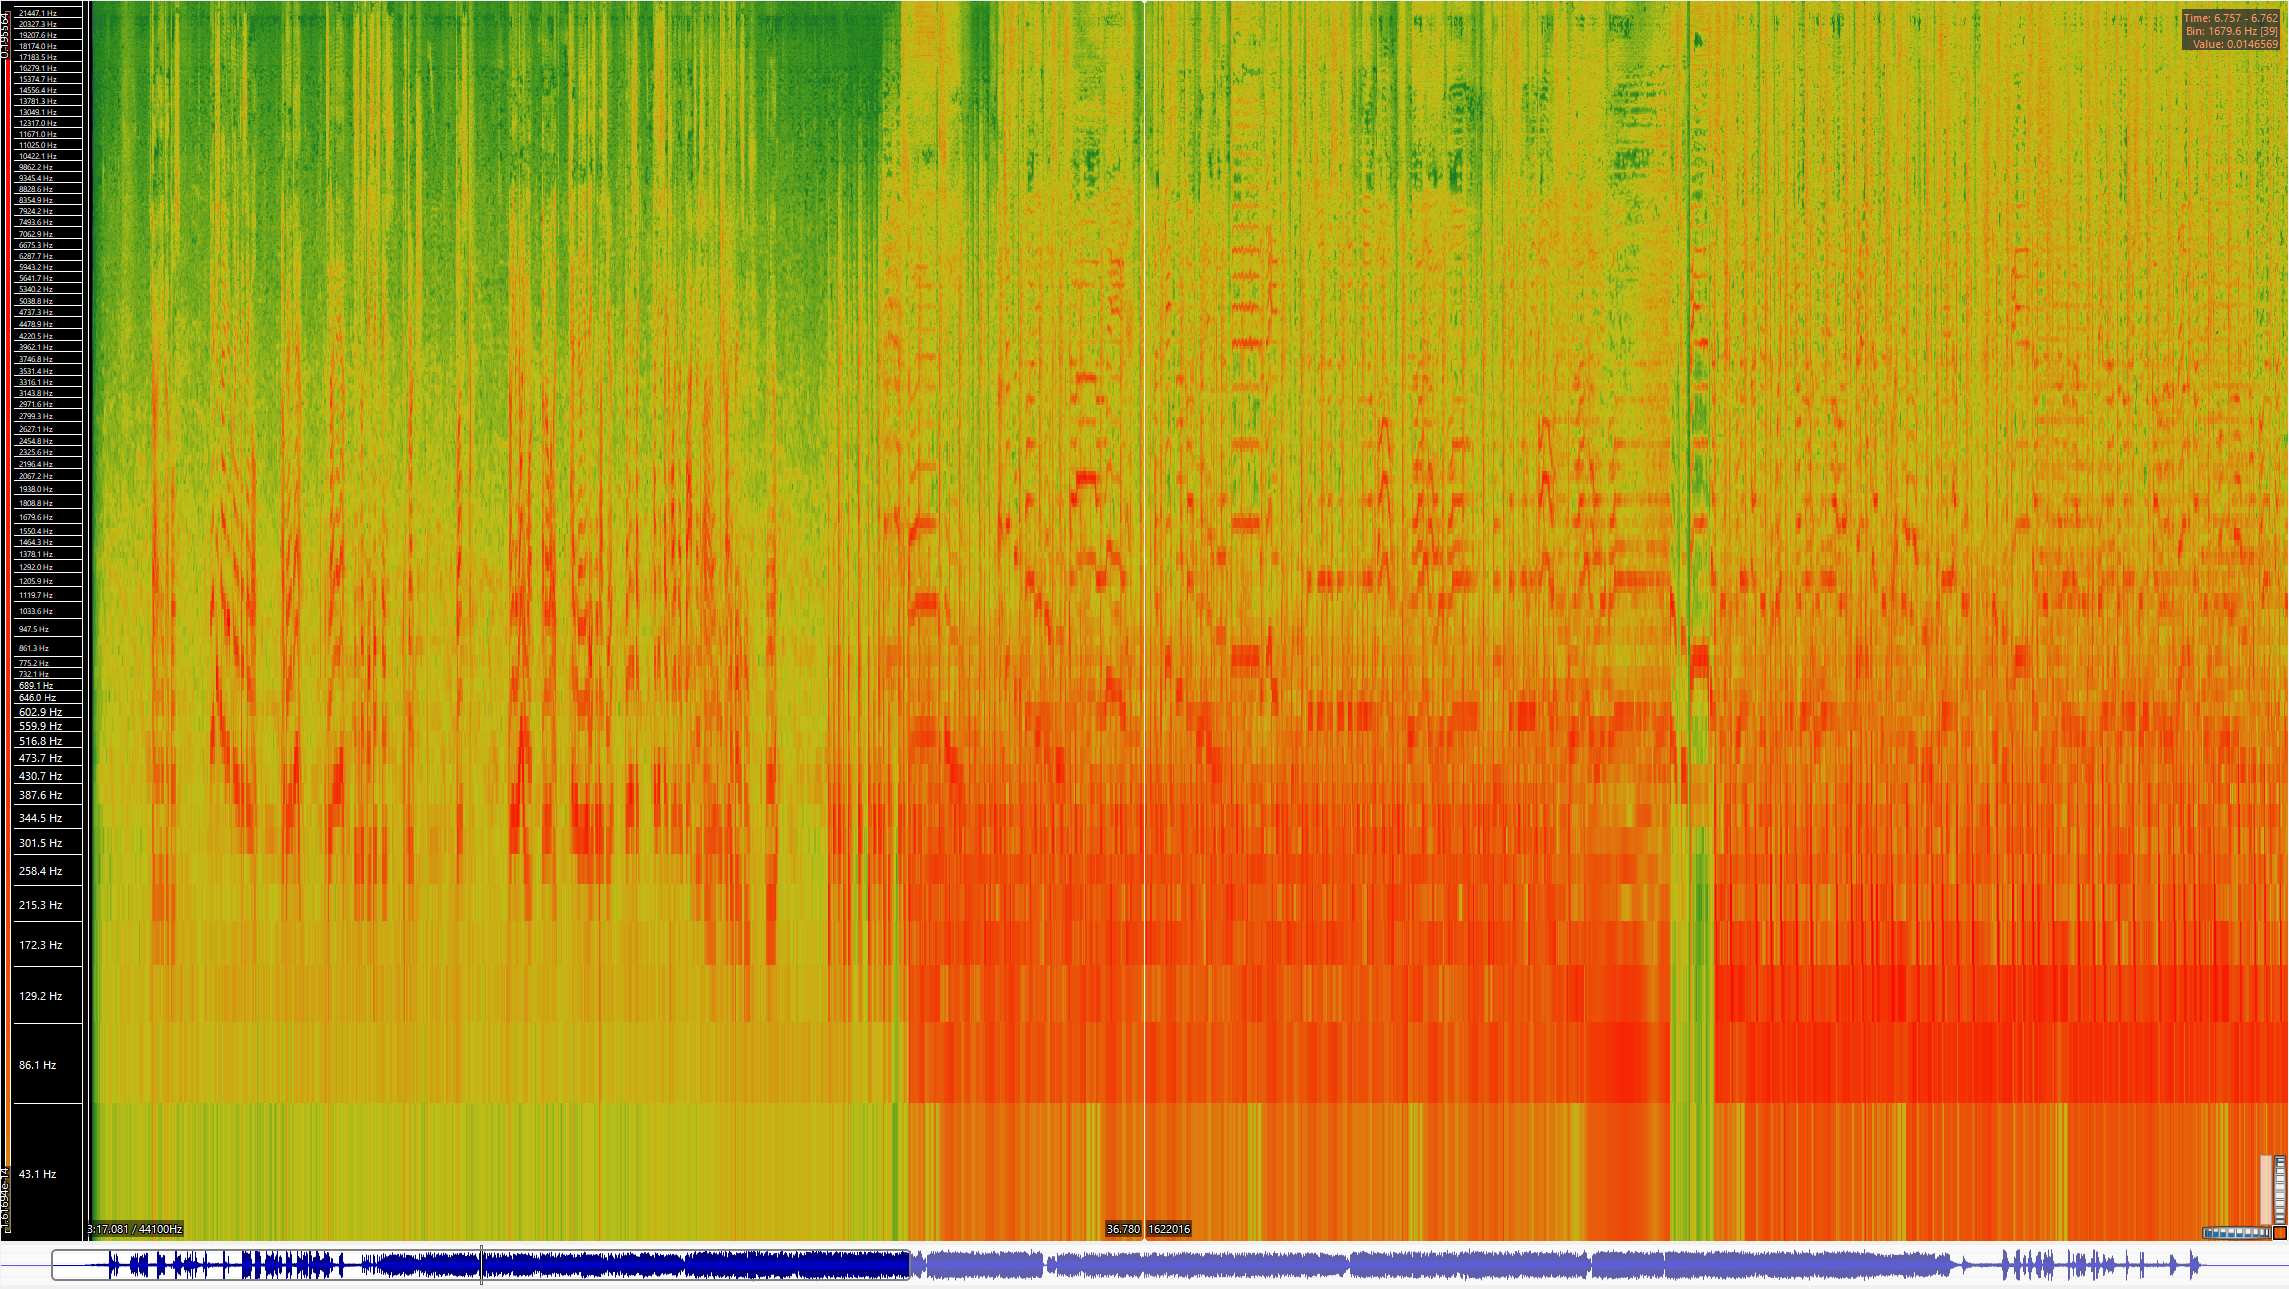 0.195564
21447.1 Hz
20327.3 Hz
19207.6 Hz
18174.0 Hz
17183.5 Hz
16279.1 Hz
15374.7 Hz
14556.4 Hz
13781.3 Hz
13049.1 Hz
12317.0 Hz
11671.0 Hz
11025.0 Hz
10422.1 Hz
9862.2 Hz
9345.4 Hz
8828.6 Hz
8354.9 Hz
7924.2 Hz
7493.6 Hz
7062.9 Hz
6675.3 Hz
6287.7 Hz
5943.2 Hz
5641.7 Hz
5340.2 Hz
5038.8 Hz
4737.3 Hz
4478.9 Hz
4220.5 Hz
3962.1 Hz
3746.8 Hz
3531.4 Hz
3316.1 Hz
3143.8 Hz
2971.6 Hz
2799.3 Hz
2627.1 Hz
2454.8 Hz
2325.6 Hz
2196.4 Hz
2067.2 Hz
1938.0 Hz
1808.8 Hz
1679.6 Hz
1550.4 Hz
1464.3 Hz
1378.1 Hz
1292.0 Hz
1205.9 Hz
1119.7 Hz
1033.6 Hz
947.5 Hz
861.3 Hz
775.2 Hz
732.1 Hz
689.1 Hz
646.0 Hz
602.9 Hz
559.9 Hz
516.8 Hz
473.7 Hz
430.7 Hz
387.6 Hz
344.5 Hz
301.5 Hz
258.4 Hz
215.3 Hz
172.3 Hz
129.2 Hz
86.1 Hz
43.1 Hz
Time: 6.757 - 6.762
Bin: 1679.6 Hz [39]
Value: 0.0146569
3:17.081 / 44100Hz
36.780
1622016